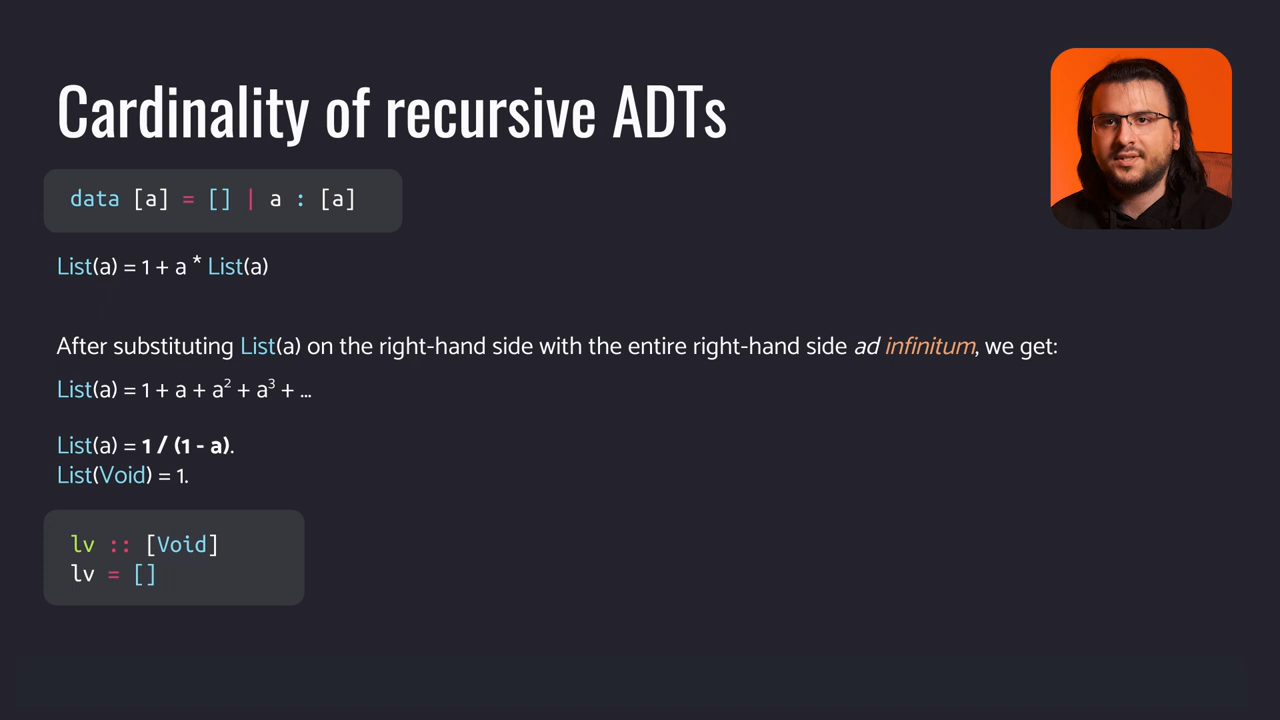 Cardinality of recursive ADTs
data [a] = [] | a : [a]
List(a) = 1 + a * List(a)
After substituting List(a) on the right-hand side with the entire right-hand side ad infinitum, we get:
List(a) = 1 + a + a² + a³ + ...
List(a) = 1 / (1 - a).
List(Void) = 1.
lv :: [Void]
lv = []